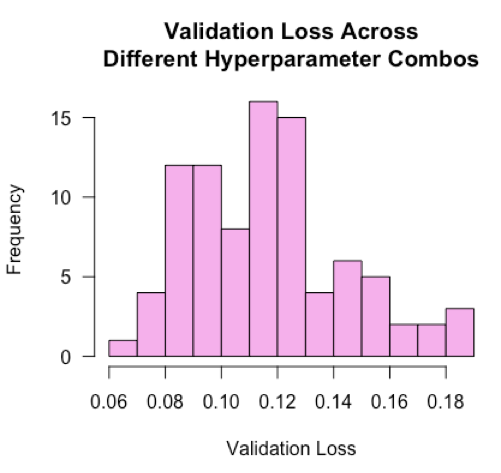 Validation Loss Across
Different Hyperparameter Combos
15
10
5
0
Frequency
0.06 0.08 0.10 0.12 0.14 0.16 0.18
Validation Loss